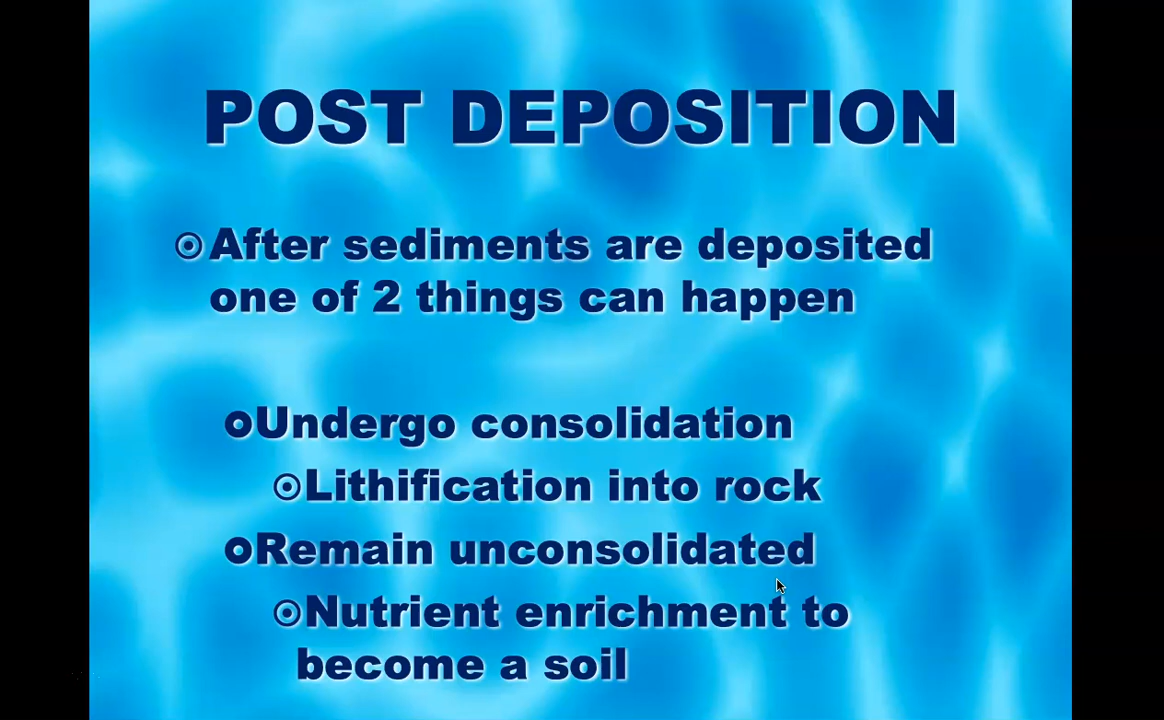 POST DEPOSITION
After sediments are deposited
one of 2 things can happen
Undergo consolidation
Lithification into rock
Remain unconsolidated
Nutrient enrichment to
become a soil